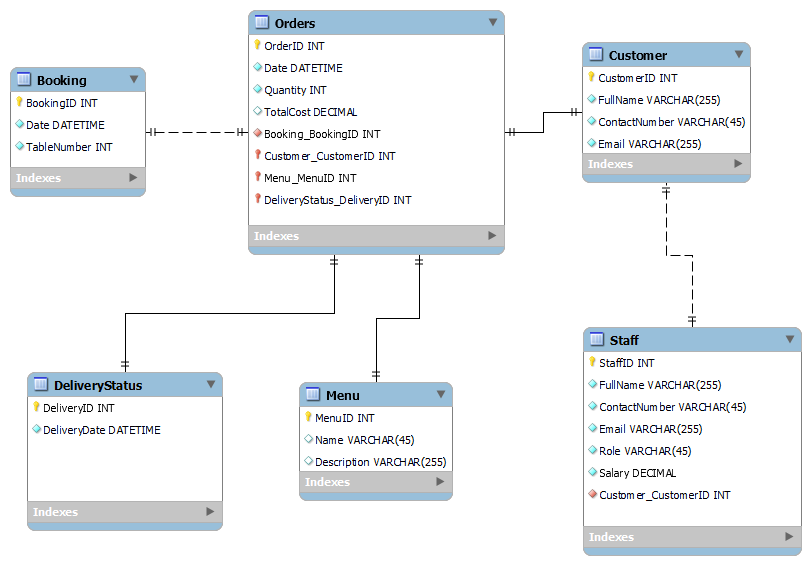 Orders
OrderID INT
Date DATETIME
Quantity INT
TotalCost DECIMAL
Booking_BookingID INT
Customer_CustomerID INT
Menu_MenuID INT
DeliveryStatus_DeliveryID INT
Indexes
Booking
BookingID INT
Date DATETIME
TableNumber INT
Indexes
Customer
CustomerID INT
FullName VARCHAR(255)
ContactNumber VARCHAR(45)
Email VARCHAR(255)
Indexes
DeliveryStatus
DeliveryID INT
DeliveryDate DATETIME
Indexes
Menu
MenuID INT
Name VARCHAR(45)
Description VARCHAR(255)
Indexes
Staff
StaffID INT
FullName VARCHAR(255)
ContactNumber VARCHAR(45)
Email VARCHAR(255)
Role VARCHAR(45)
Salary DECIMAL
Customer_CustomerID INT
Indexes